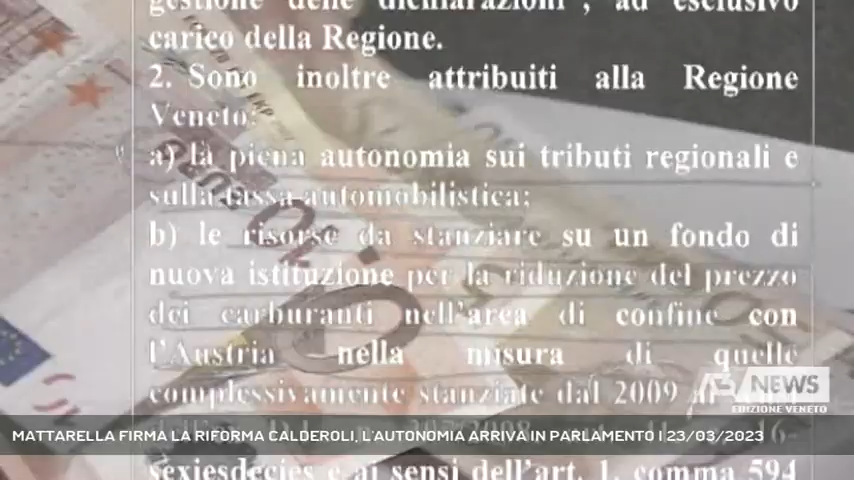 gestione delle dichiarazioni", ad esclusivo
carico della Regione.
2. Sono inoltre attribuiti alla Regione
Veneto:
a) la piena autonomia sui tributi regionali e
sulla tassa automobilistica;
b) le risorse da stanziare su un fondo di
nuova istituzione per la riduzione del prezzo
dei carburanti nell'area di confine con
l'Austria nella misura di quelle
complessivamente stanziate dal 2009
NEWS
EDIZIONE VENETO
MATTARELLA FIRMA LA RIFORMA CALDEROLI, L'AUTONOMIA ARRIVA IN PARLAMENTO | 23/03/2023
sexiesdecies e ai sensi dell'art. 1, comma 594